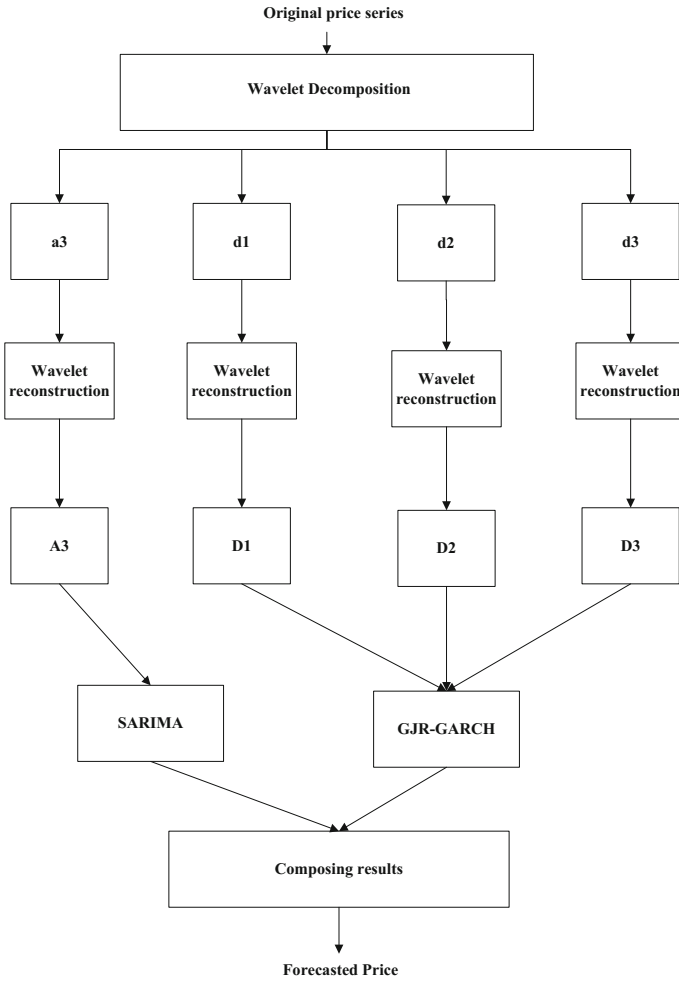 Original price series
Wavelet Decomposition
a3
d1
d2
d3
Wavelet
reconstruction
Wavelet
reconstruction
Wavelet
reconstruction
Wavelet
reconstruction
A3
D1
D2
D3
SARIMA
GJR-GARCH
Composing results
Forecasted Price